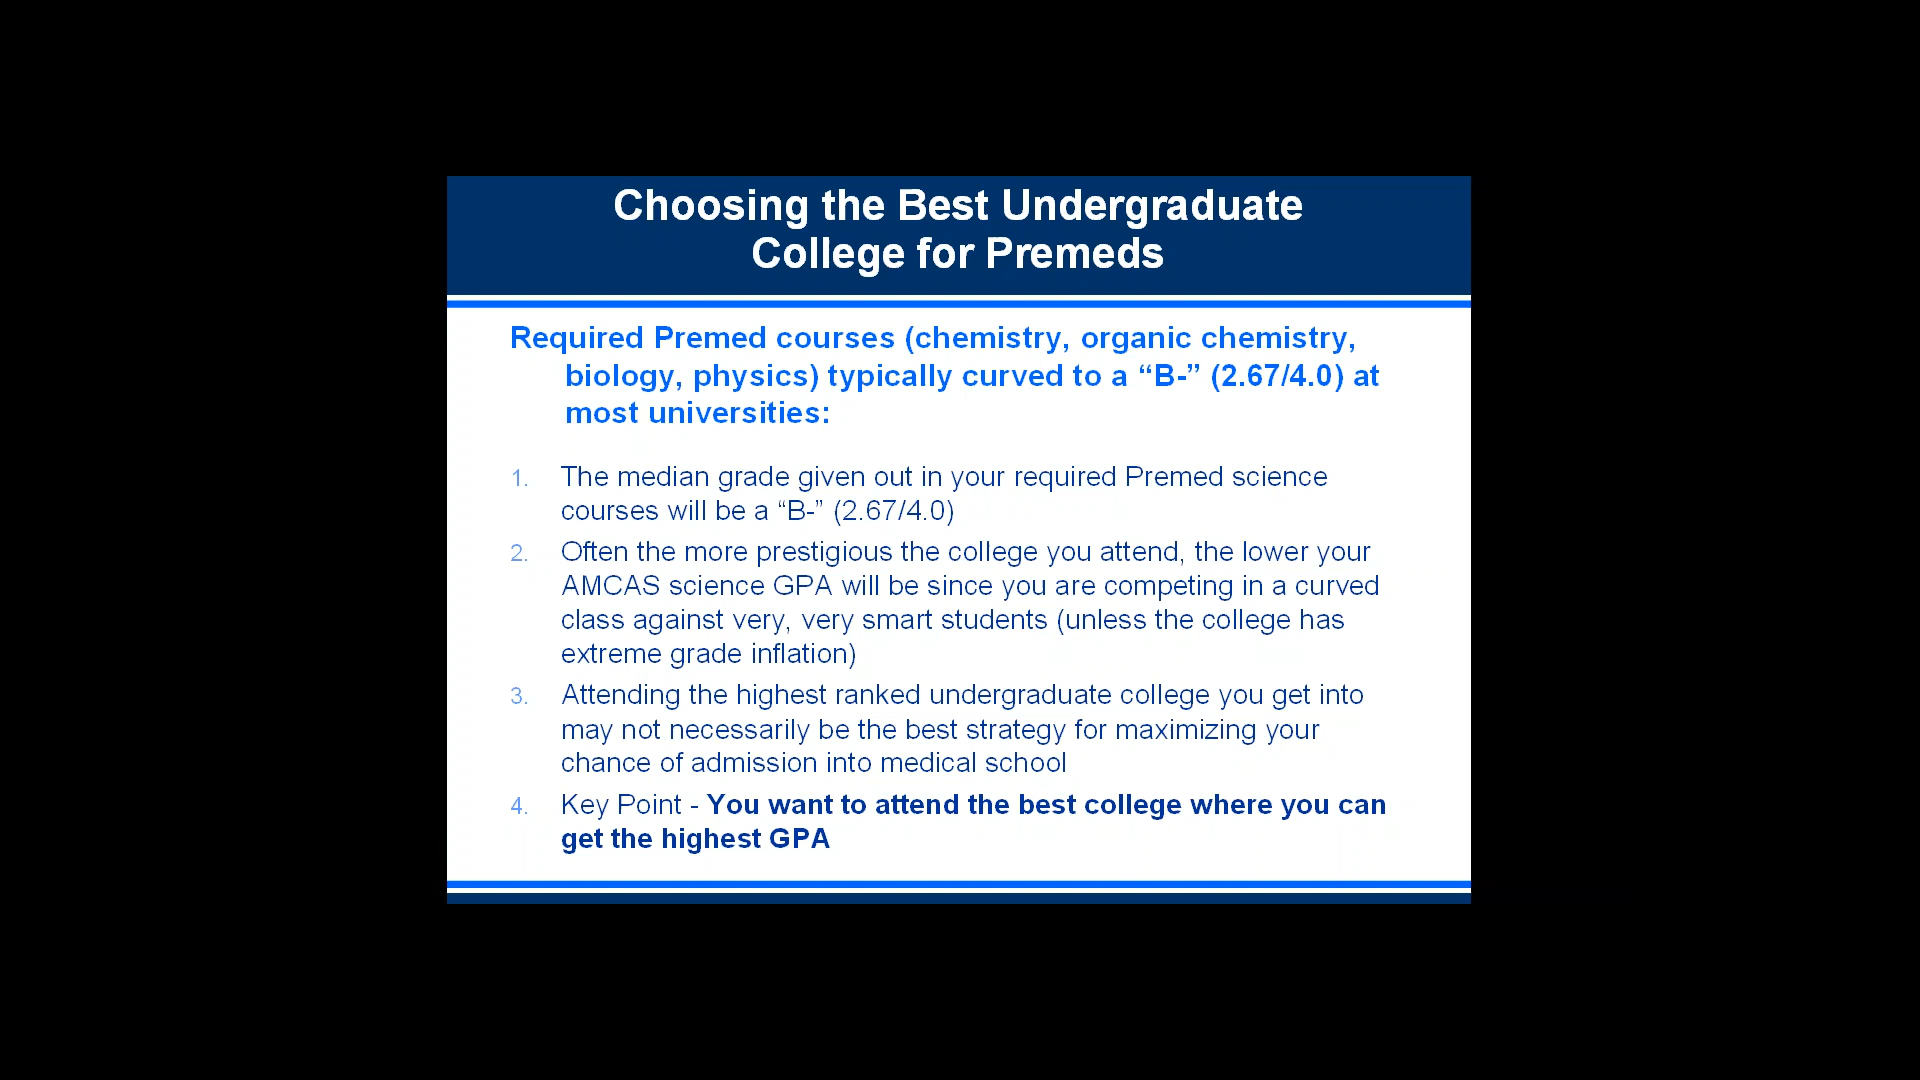 Choosing the Best Undergraduate
College for Premeds
Required Premed courses (chemistry, organic chemistry,
biology, physics) typically curved to a “B-” (2.67/4.0) at
most universities:
1. The median grade given out in your required Premed science
courses will be a “B-” (2.67/4.0)
2. Often the more prestigious the college you attend, the lower your
AMCAS science GPA will be since you are competing in a curved
class against very, very smart students (unless the college has
extreme grade inflation)
3. Attending the highest ranked undergraduate college you get into
may not necessarily be the best strategy for maximizing your
chance of admission into medical school
4. Key Point - You want to attend the best college where you can
get the highest GPA